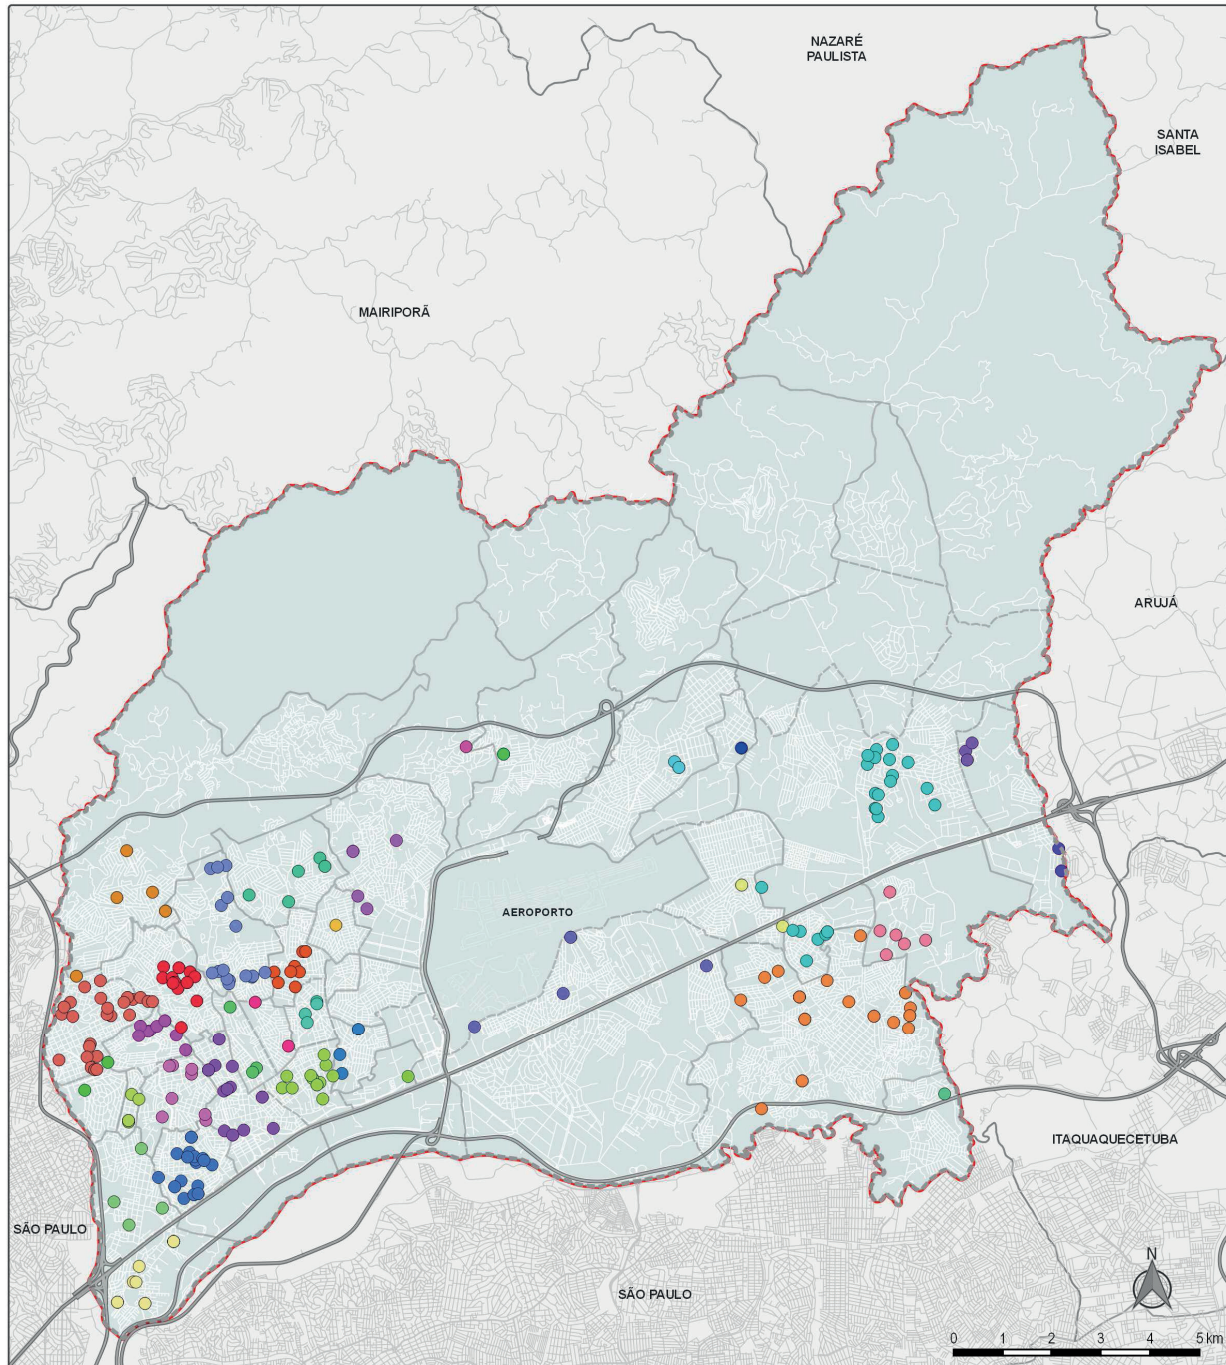 NAZARÉ
PAULISTA
SANTA
ISABEL
MAIRIPORÃ
ARUJÁ
AEROPORTO
ITAQUAQUECETUBA
SÃO PAULO
SÃO PAULO
N
0 1 2 3 4 5 km